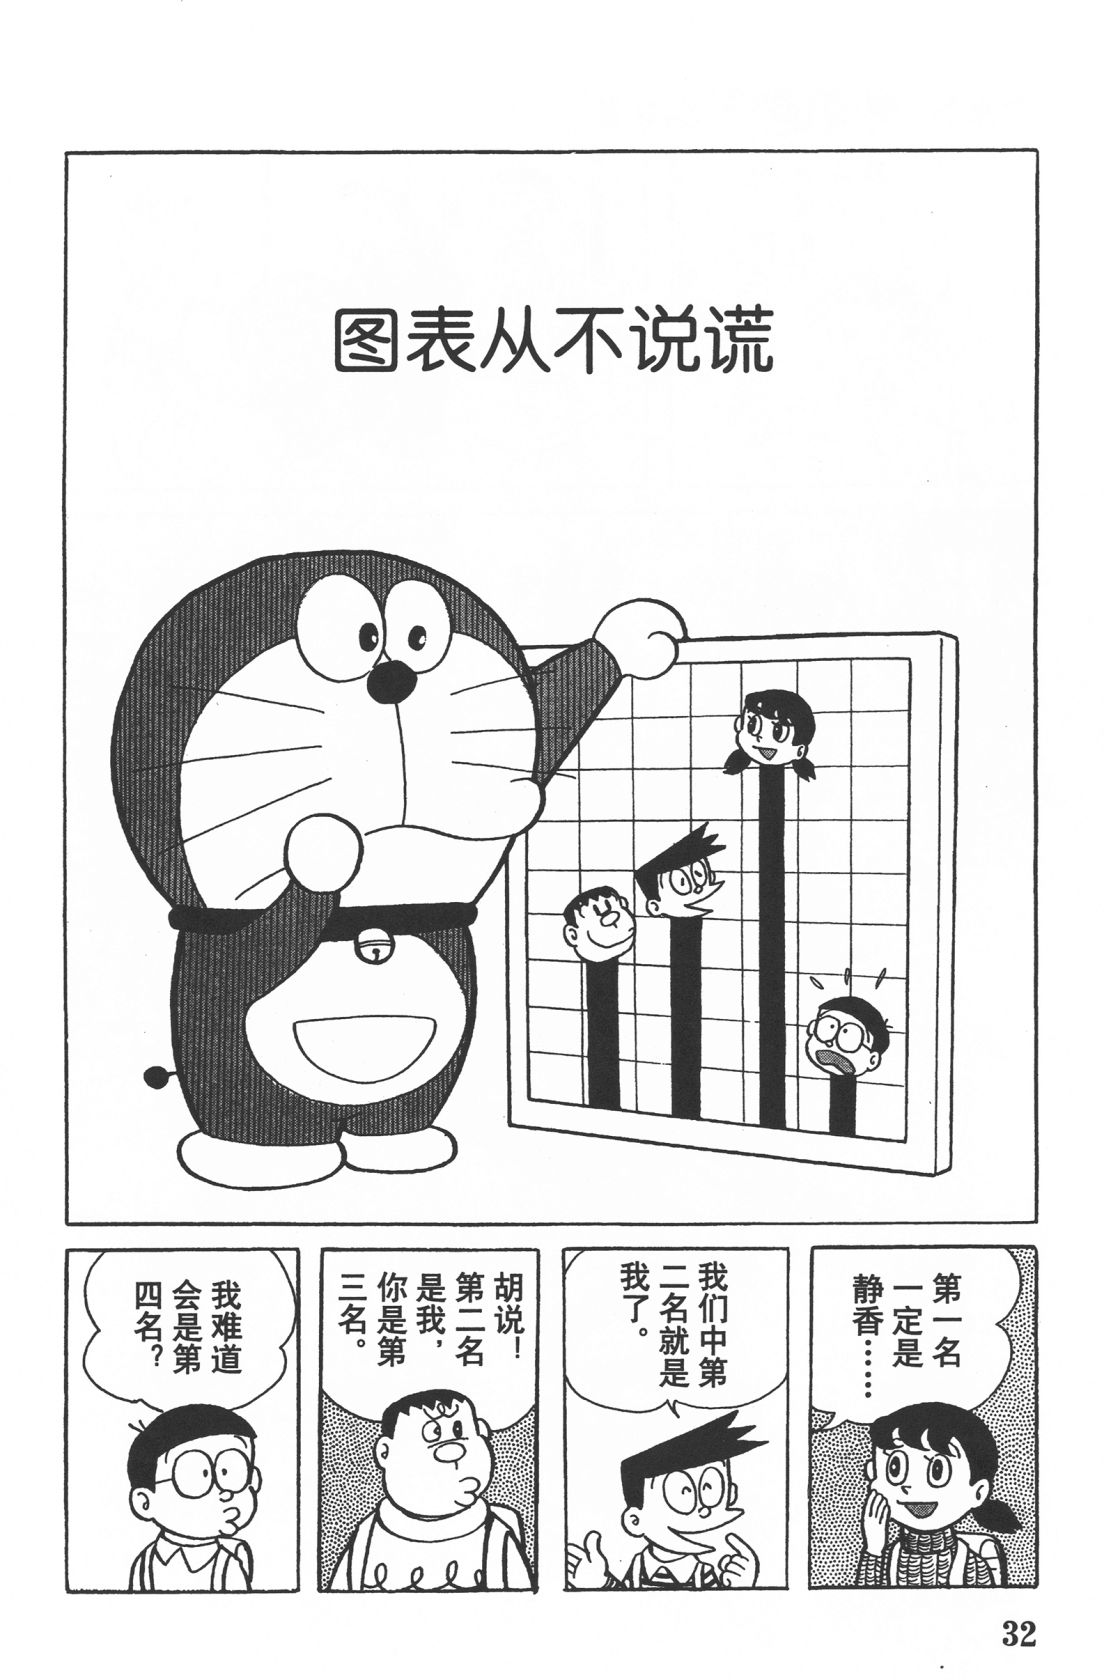 图表从不说谎
第一名
一定是
静香……
我们中第
二名就是
我了。
胡说！
第二名
是我，
你是第
三名。
我难道
会是第
四名？
32